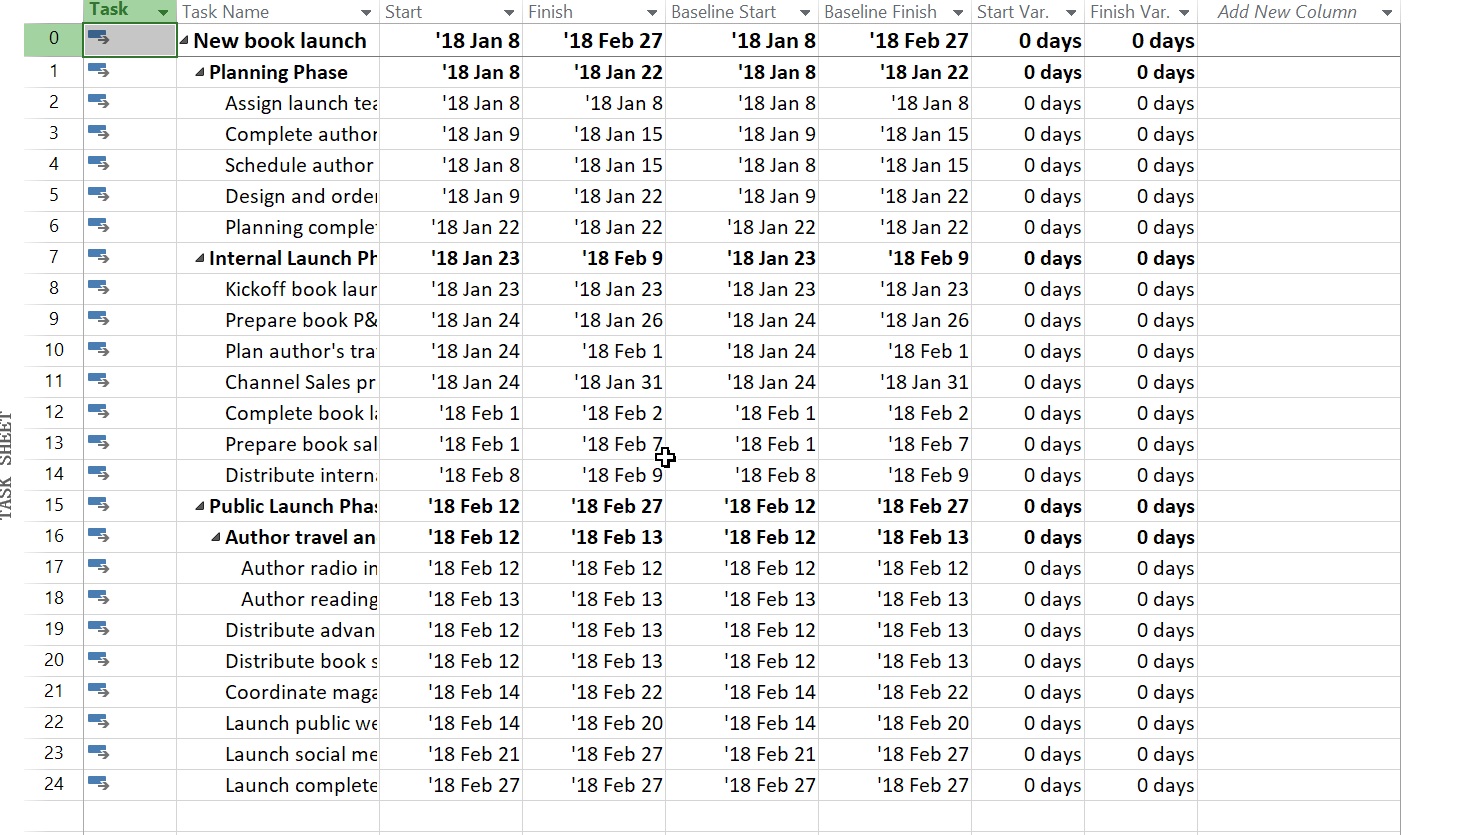 Task Task Name Start Finish Baseline Start Baseline Finish Start Var. Finish Var. Add New Column
0 New book launch '18 Jan 8 '18 Feb 27 '18 Jan 8 '18 Feb 27 0 days 0 days
1 Planning Phase '18 Jan 8 '18 Jan 22 '18 Jan 8 '18 Jan 22 0 days 0 days
2 Assign launch tea '18 Jan 8 '18 Jan 8 '18 Jan 8 '18 Jan 8 0 days 0 days
3 Complete author '18 Jan 9 '18 Jan 15 '18 Jan 9 '18 Jan 15 0 days 0 days
4 Schedule author '18 Jan 8 '18 Jan 15 '18 Jan 8 '18 Jan 15 0 days 0 days
5 Design and order '18 Jan 9 '18 Jan 22 '18 Jan 9 '18 Jan 22 0 days 0 days
6 Planning complet '18 Jan 22 '18 Jan 22 '18 Jan 22 '18 Jan 22 0 days 0 days
7 Internal Launch Ph '18 Jan 23 '18 Feb 9 '18 Jan 23 '18 Feb 9 0 days 0 days
8 Kickoff book laun '18 Jan 23 '18 Jan 23 '18 Jan 23 '18 Jan 23 0 days 0 days
9 Prepare book P& '18 Jan 24 '18 Jan 26 '18 Jan 24 '18 Jan 26 0 days 0 days
10 Plan author's tra '18 Jan 24 '18 Feb 1 '18 Jan 24 '18 Feb 1 0 days 0 days
11 Channel Sales pr '18 Jan 24 '18 Jan 31 '18 Jan 24 '18 Jan 31 0 days 0 days
12 Complete book la '18 Feb 1 '18 Feb 2 '18 Feb 1 '18 Feb 2 0 days 0 days
13 Prepare book sal '18 Feb 1 '18 Feb 7 '18 Feb 1 '18 Feb 7 0 days 0 days
14 Distribute intern '18 Feb 8 '18 Feb 9 '18 Feb 8 '18 Feb 9 0 days 0 days
15 Public Launch Phas '18 Feb 12 '18 Feb 27 '18 Feb 12 '18 Feb 27 0 days 0 days
16 Author travel an '18 Feb 12 '18 Feb 13 '18 Feb 12 '18 Feb 13 0 days 0 days
17 Author radio in '18 Feb 12 '18 Feb 12 '18 Feb 12 '18 Feb 12 0 days 0 days
18 Author reading '18 Feb 13 '18 Feb 13 '18 Feb 13 '18 Feb 13 0 days 0 days
19 Distribute advan '18 Feb 12 '18 Feb 13 '18 Feb 12 '18 Feb 13 0 days 0 days
20 Distribute book s '18 Feb 12 '18 Feb 13 '18 Feb 12 '18 Feb 13 0 days 0 days
21 Coordinate maga '18 Feb 14 '18 Feb 22 '18 Feb 14 '18 Feb 22 0 days 0 days
22 Launch public we '18 Feb 14 '18 Feb 20 '18 Feb 14 '18 Feb 20 0 days 0 days
23 Launch social me '18 Feb 21 '18 Feb 27 '18 Feb 21 '18 Feb 27 0 days 0 days
24 Launch complete '18 Feb 27 '18 Feb 27 '18 Feb 27 '18 Feb 27 0 days 0 days
TASK SHEET